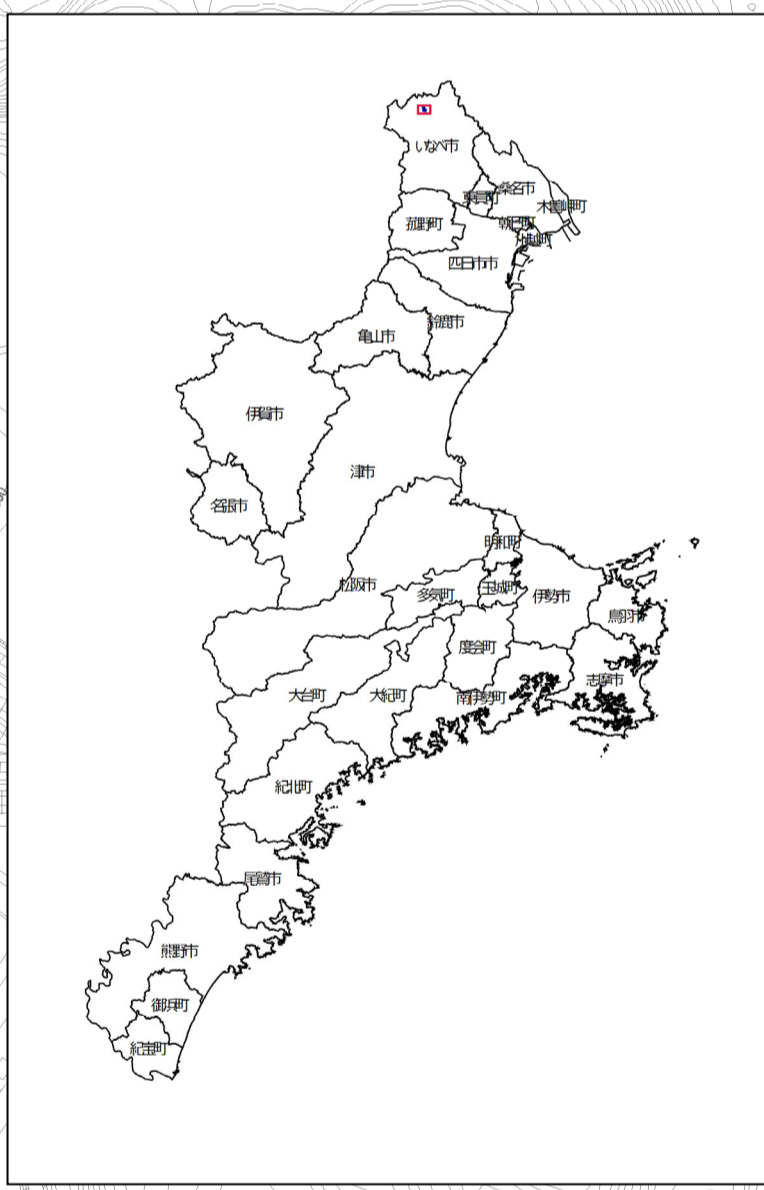 いなべ市
桑名市
東員町
木曽岬町
菰野町
朝日町
川越町
四日市市
鈴鹿市
亀山市
伊賀市
津市
名張市
明和町
松阪市
多気町
玉城町
伊勢市
鳥羽市
度会町
志摩市
大台町
大紀町
南伊勢町
紀北町
尾鷲市
熊野市
御浜町
紀宝町